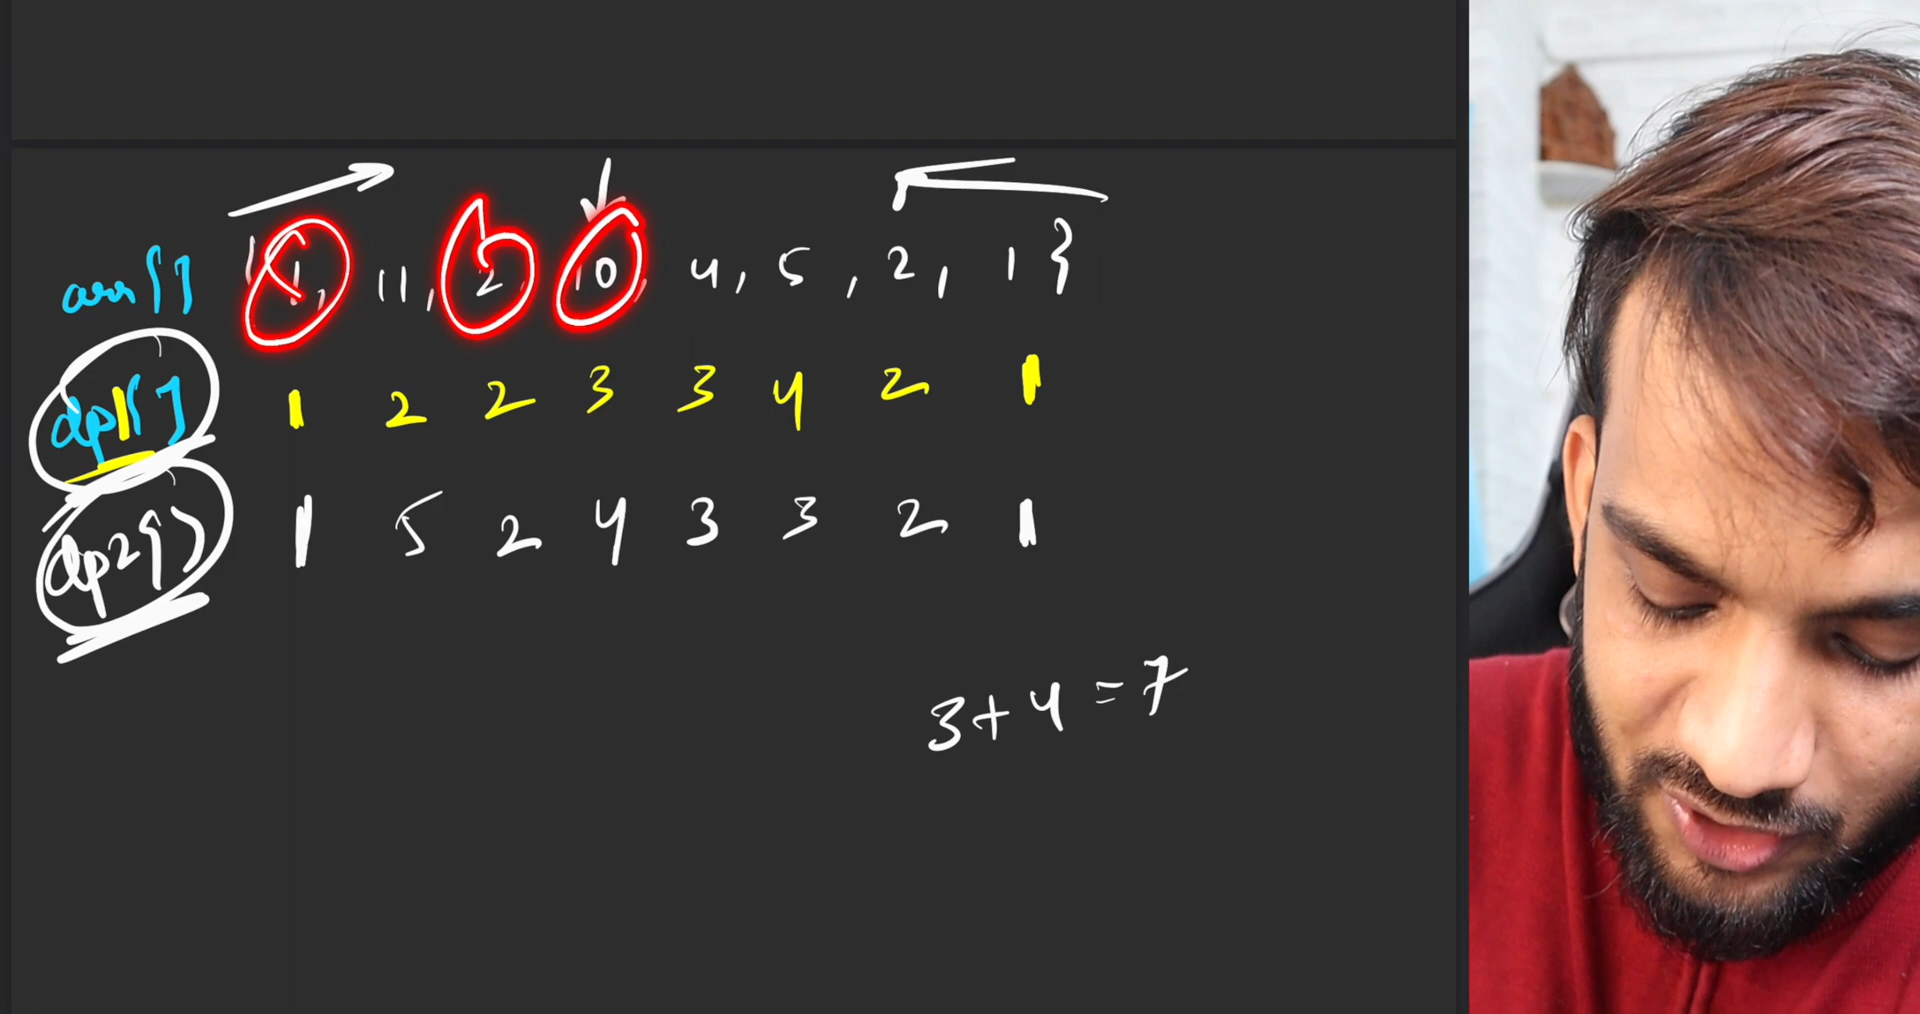 arr[] { 1, 11, 2, 10, 4, 5, 2, 1 }
dp1[] 1 2 2 3 3 4 2 1
dp2[] 1 5 2 4 3 3 2 1
3+4=7